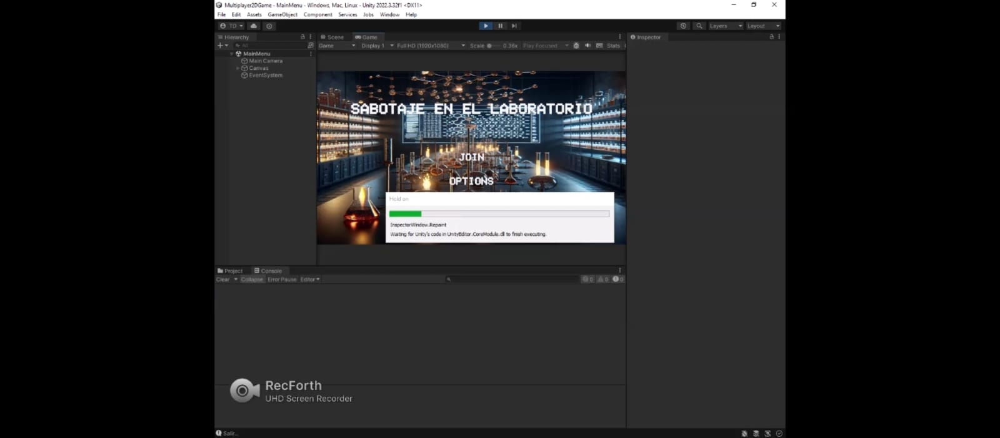 Multiplayer2DGame - MainMenu - Windows, Mac, Linux - Unity 2022.3.32f1 <DX11>
File Edit Assets GameObject Component Services Jobs Window Help
TD Layers Layout
Hierarchy Scene Game Inspector
All Game Display 1 Full HD (1920x1080) Scale 0.36x Play Focused Stats
MainMenu
Main Camera
Canvas
EventSystem
SABOTAJE EN EL LABORATORIO
JOIN
OPTIONS
Hold on
InspectorWindow.Repaint
Waiting for Unity's code in UnityEditor.CoreModule.dll to finish executing.
Project Console
Clear Collapse Error Pause Editor 0 0 0
RecForth
UHD Screen Recorder
Salir...